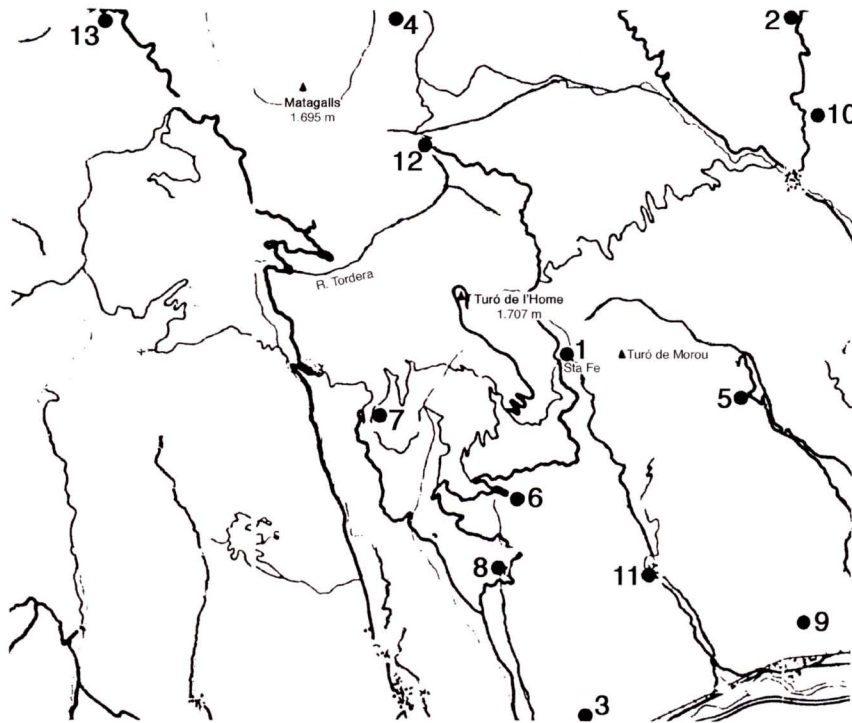 13
4
2
Matagalls
1.695 m
10
12
R. Tordera
Turó de l'Home
1.707 m
1
Sta Fe
Turó de Morou
5
7
6
8
11
9
3